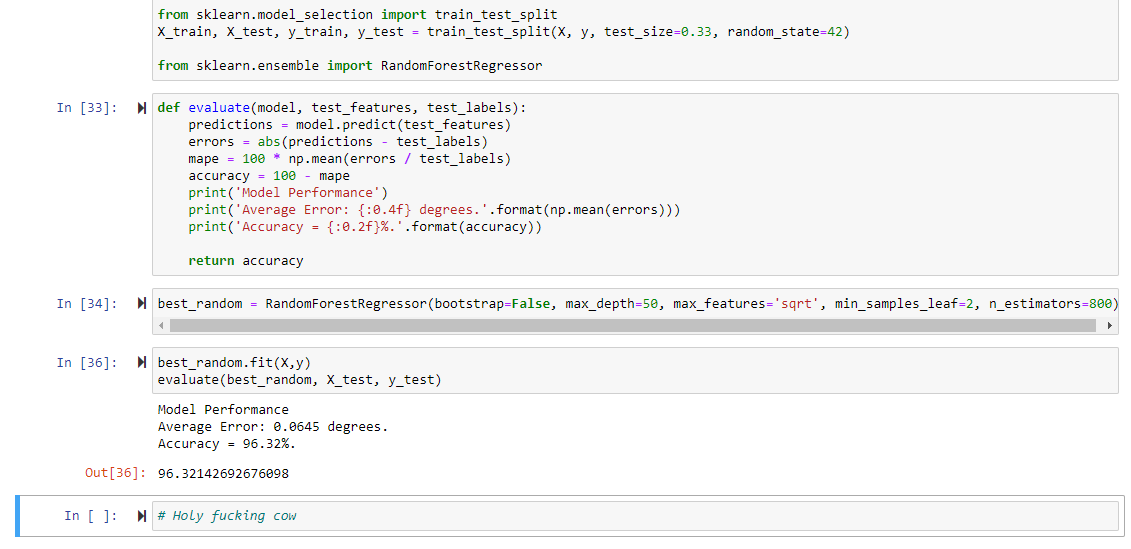 from sklearn.model_selection import train_test_split
X_train, X_test, y_train, y_test = train_test_split(X, y, test_size=0.33, random_state=42)
from sklearn.ensemble import RandomForestRegressor
In [33]:
def evaluate(model, test_features, test_labels):
    predictions = model.predict(test_features)
    errors = abs(predictions - test_labels)
    mape = 100 * np.mean(errors / test_labels)
    accuracy = 100 - mape
    print('Model Performance')
    print('Average Error: {:0.4f} degrees.'.format(np.mean(errors)))
    print('Accuracy = {:0.2f}%.'.format(accuracy))
    return accuracy
In [34]:
best_random = RandomForestRegressor(bootstrap=False, max_depth=50, max_features='sqrt', min_samples_leaf=2, n_estimators=800)
In [36]:
best_random.fit(X,y)
evaluate(best_random, X_test, y_test)
Model Performance
Average Error: 0.0645 degrees.
Accuracy = 96.32%.
Out[36]: 96.32142692676098
In [ ]:
# Holy fucking cow